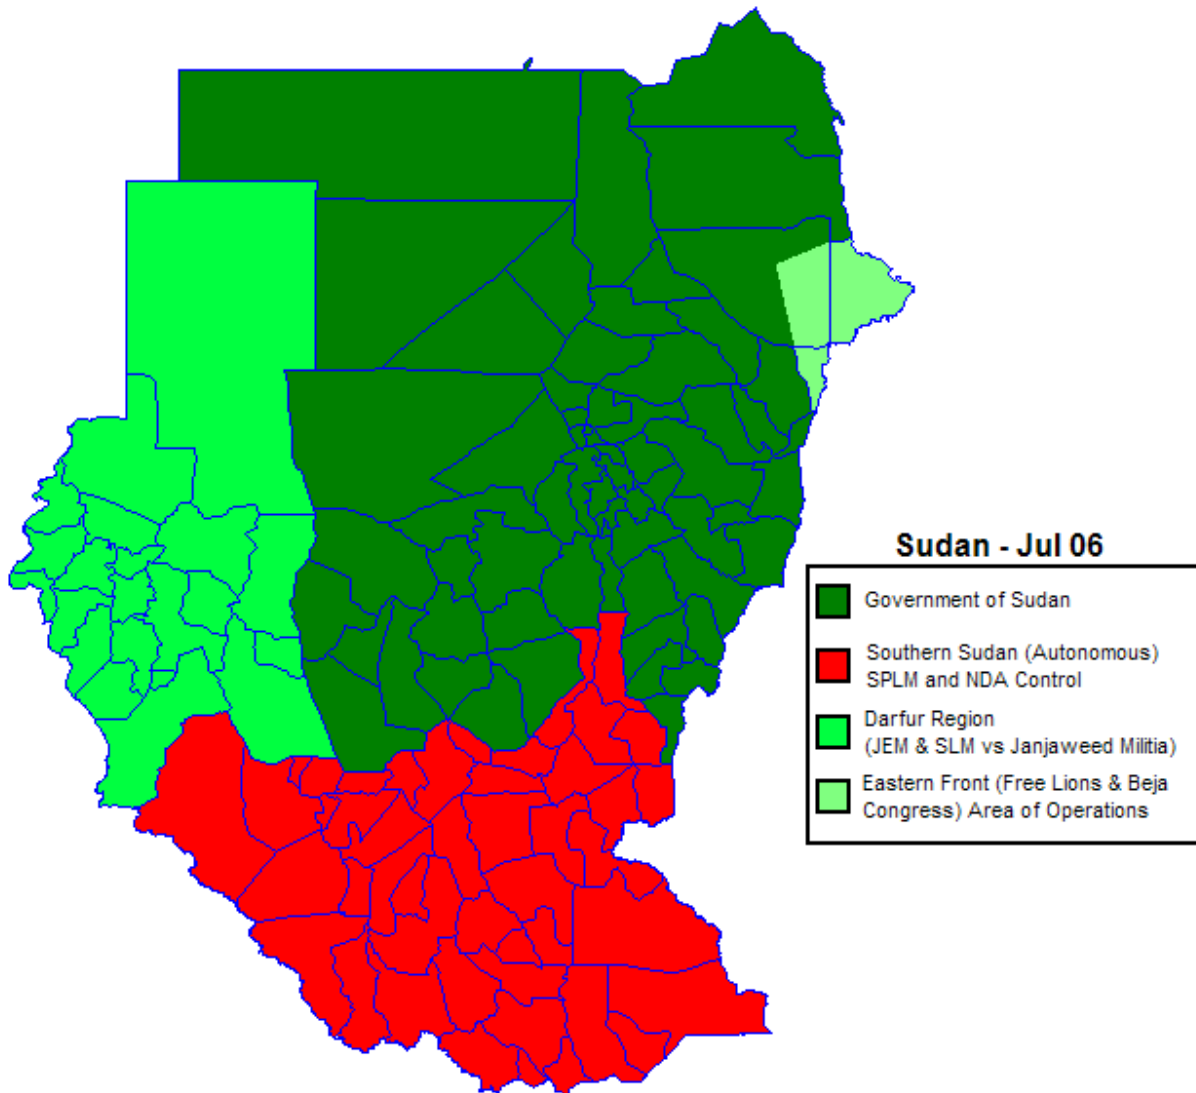 Sudan - Jul 06
Government of Sudan
Southern Sudan (Autonomous)
SPLM and NDA Control
Darfur Region
(JEM & SLM vs Janjaweed Militia)
Eastern Front (Free Lions & Beja
Congress) Area of Operations